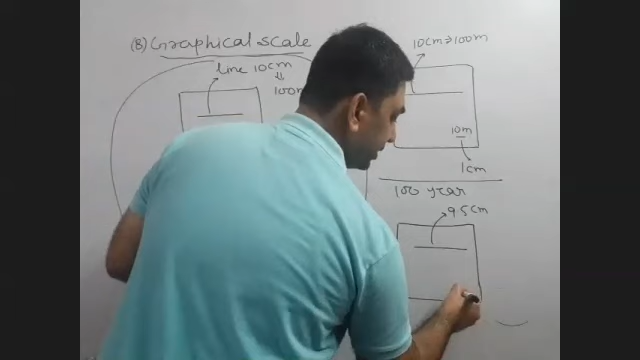 (B) Graphical scale
line 10cm
⇓
100m
10cm ⇒ 100m
10m
1cm
100 year
9.5cm